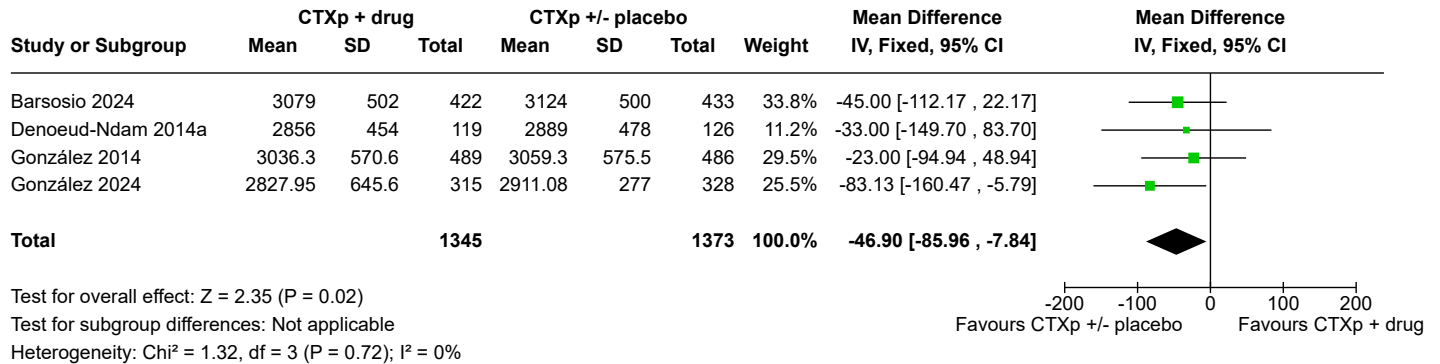 CTXp + drug CTXp +/- placebo Mean Difference Mean Difference
Study or Subgroup Mean SD Total Mean SD Total Weight IV, Fixed, 95% CI IV, Fixed, 95% CI
Barsosio 2024 3079 502 422 3124 500 433 33.8% -45.00 [-112.17 , 22.17]
Denoeud-Ndam 2014a 2856 454 119 2889 478 126 11.2% -33.00 [-149.70 , 83.70]
González 2014 3036.3 570.6 489 3059.3 575.5 486 29.5% -23.00 [-94.94 , 48.94]
González 2024 2827.95 645.6 315 2911.08 277 328 25.5% -83.13 [-160.47 , -5.79]
Total 1345 1373 100.0% -46.90 [-85.96 , -7.84]
Test for overall effect: Z = 2.35 (P = 0.02) -200 -100 0 100 200
Test for subgroup differences: Not applicable Favours CTXp +/- placebo Favours CTXp + drug
Heterogeneity: Chi² = 1.32, df = 3 (P = 0.72); I² = 0%